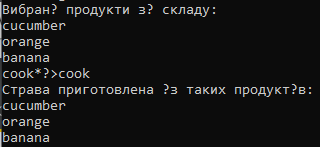 Вибран? продукти з? складу:
cucumber
orange
banana
cook*?>cook
Страва приготовлена ?з таких продукт?в:
cucumber
orange
banana